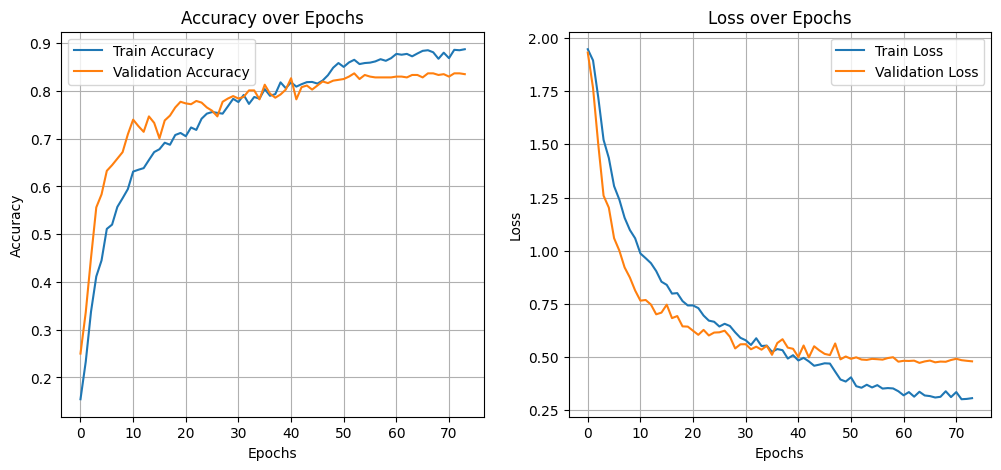 Accuracy over Epochs
Train Accuracy
Validation Accuracy
0.9
0.8
0.7
0.6
0.5
0.4
0.3
0.2
Accuracy
0 10 20 30 40 50 60 70
Epochs
Loss over Epochs
Train Loss
Validation Loss
2.00
1.75
1.50
1.25
1.00
0.75
0.50
0.25
Loss
0 10 20 30 40 50 60 70
Epochs